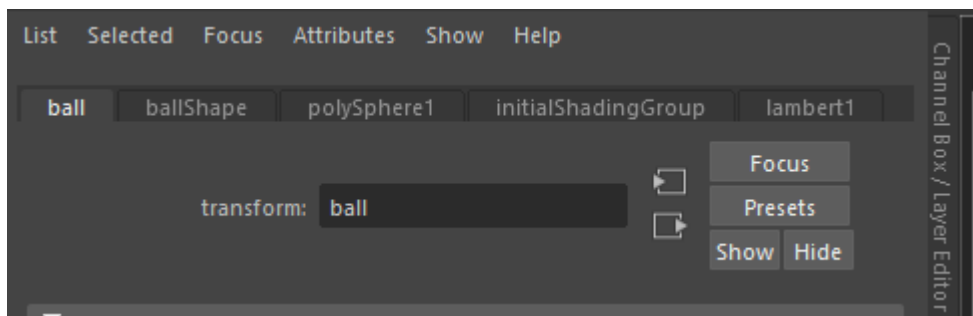 List Selected Focus Attributes Show Help
ball ballShape polySphere1 initialShadingGroup lambert1
Focus
transform: ball
Presets
Show Hide
Channel Box / Layer Editor